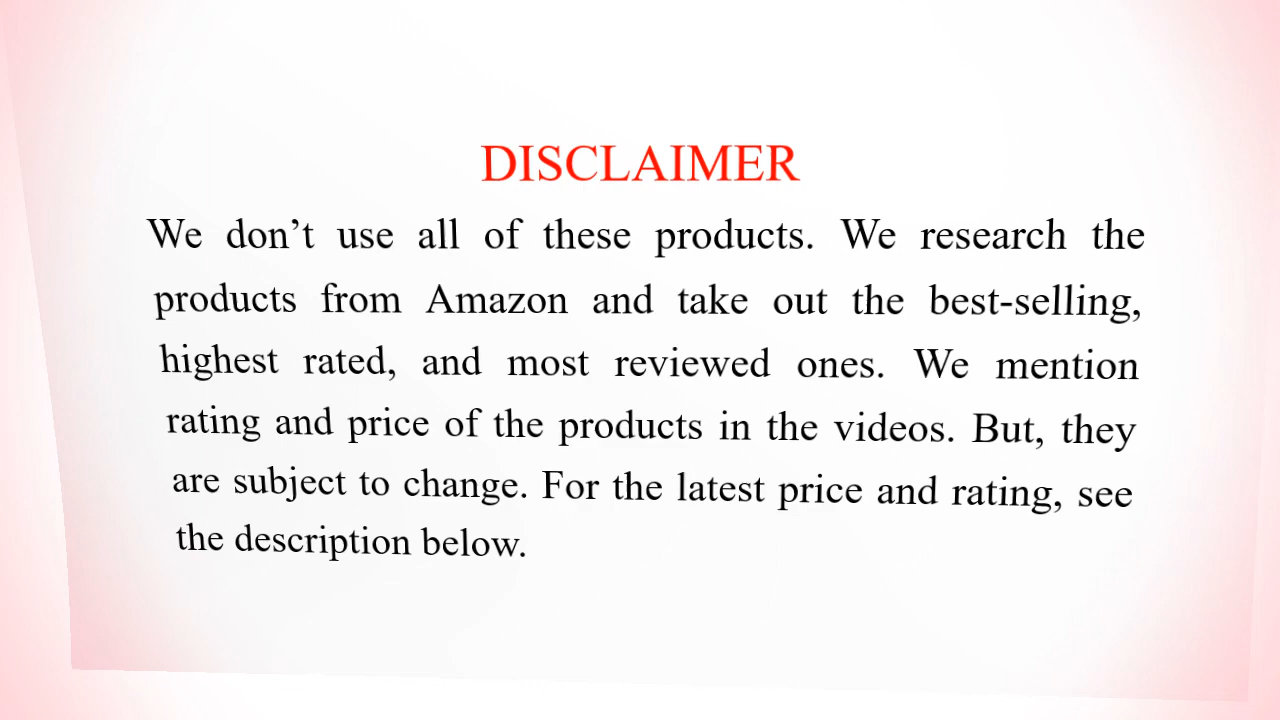 DISCLAIMER
We don’t use all of these products. We research the
products from Amazon and take out the best-selling,
highest rated, and most reviewed ones. We mention
rating and price of the products in the videos. But, they
are subject to change. For the latest price and rating, see
the description below.